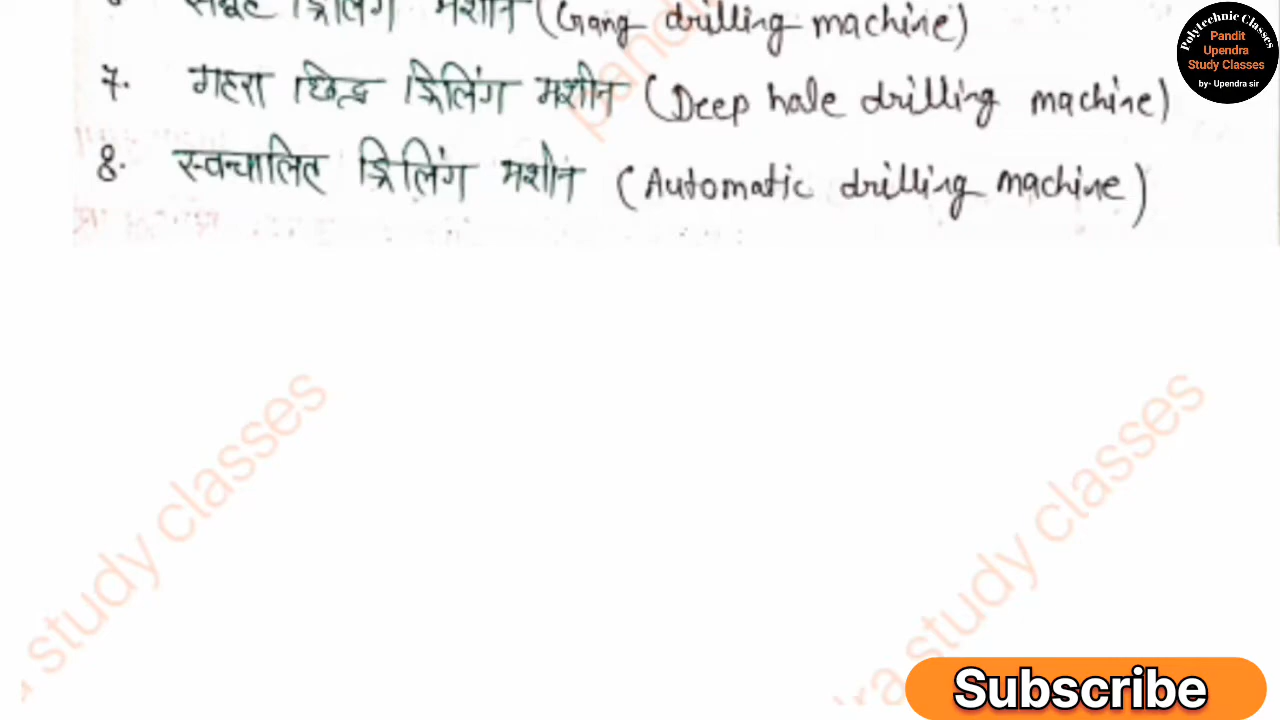 समूह ड्रिलिंग मशीन (Gang drilling machine)
7. गहरा छिद्र ड्रिलिंग मशीन (Deep hole drilling machine)
8. स्वचालित ड्रिलिंग मशीन (Automatic drilling machine)
Polytechnic Classes
Pandit
Upendra
Study Classes
by- Upendra sir
study classes
study classes
Subscribe